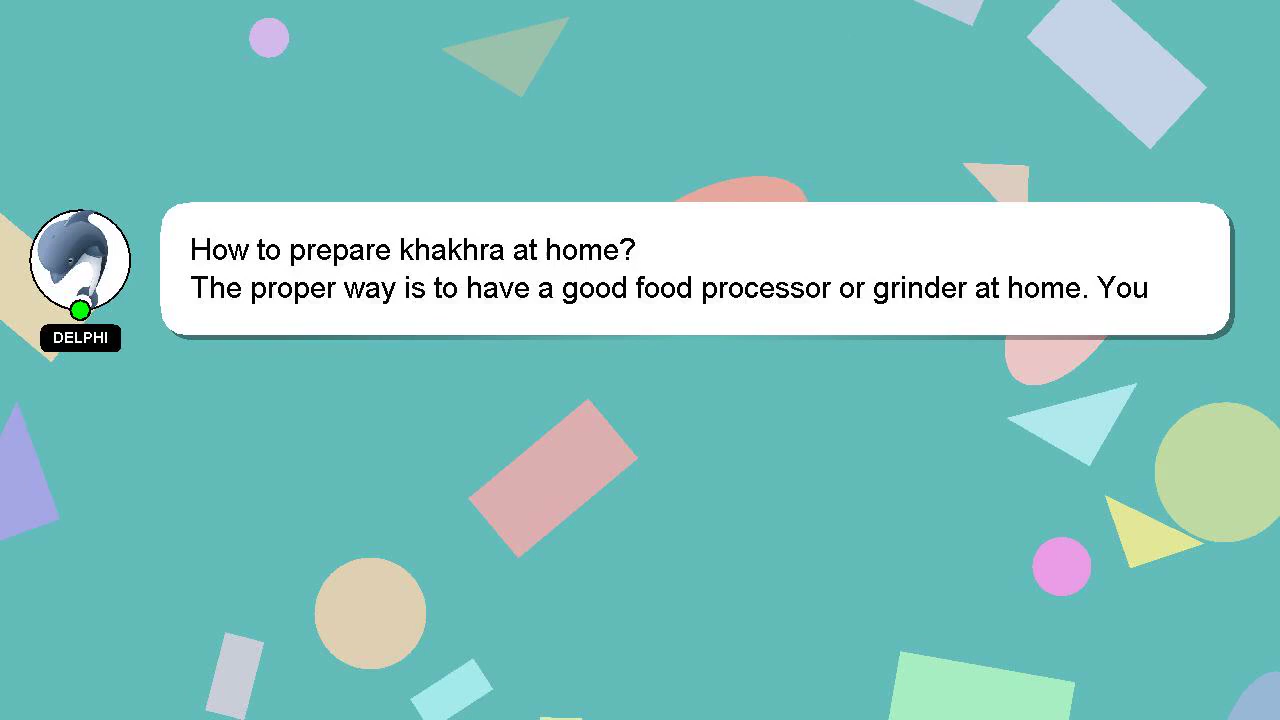 How to prepare khakhra at home?
The proper way is to have a good food processor or grinder at home. You
DELPHI